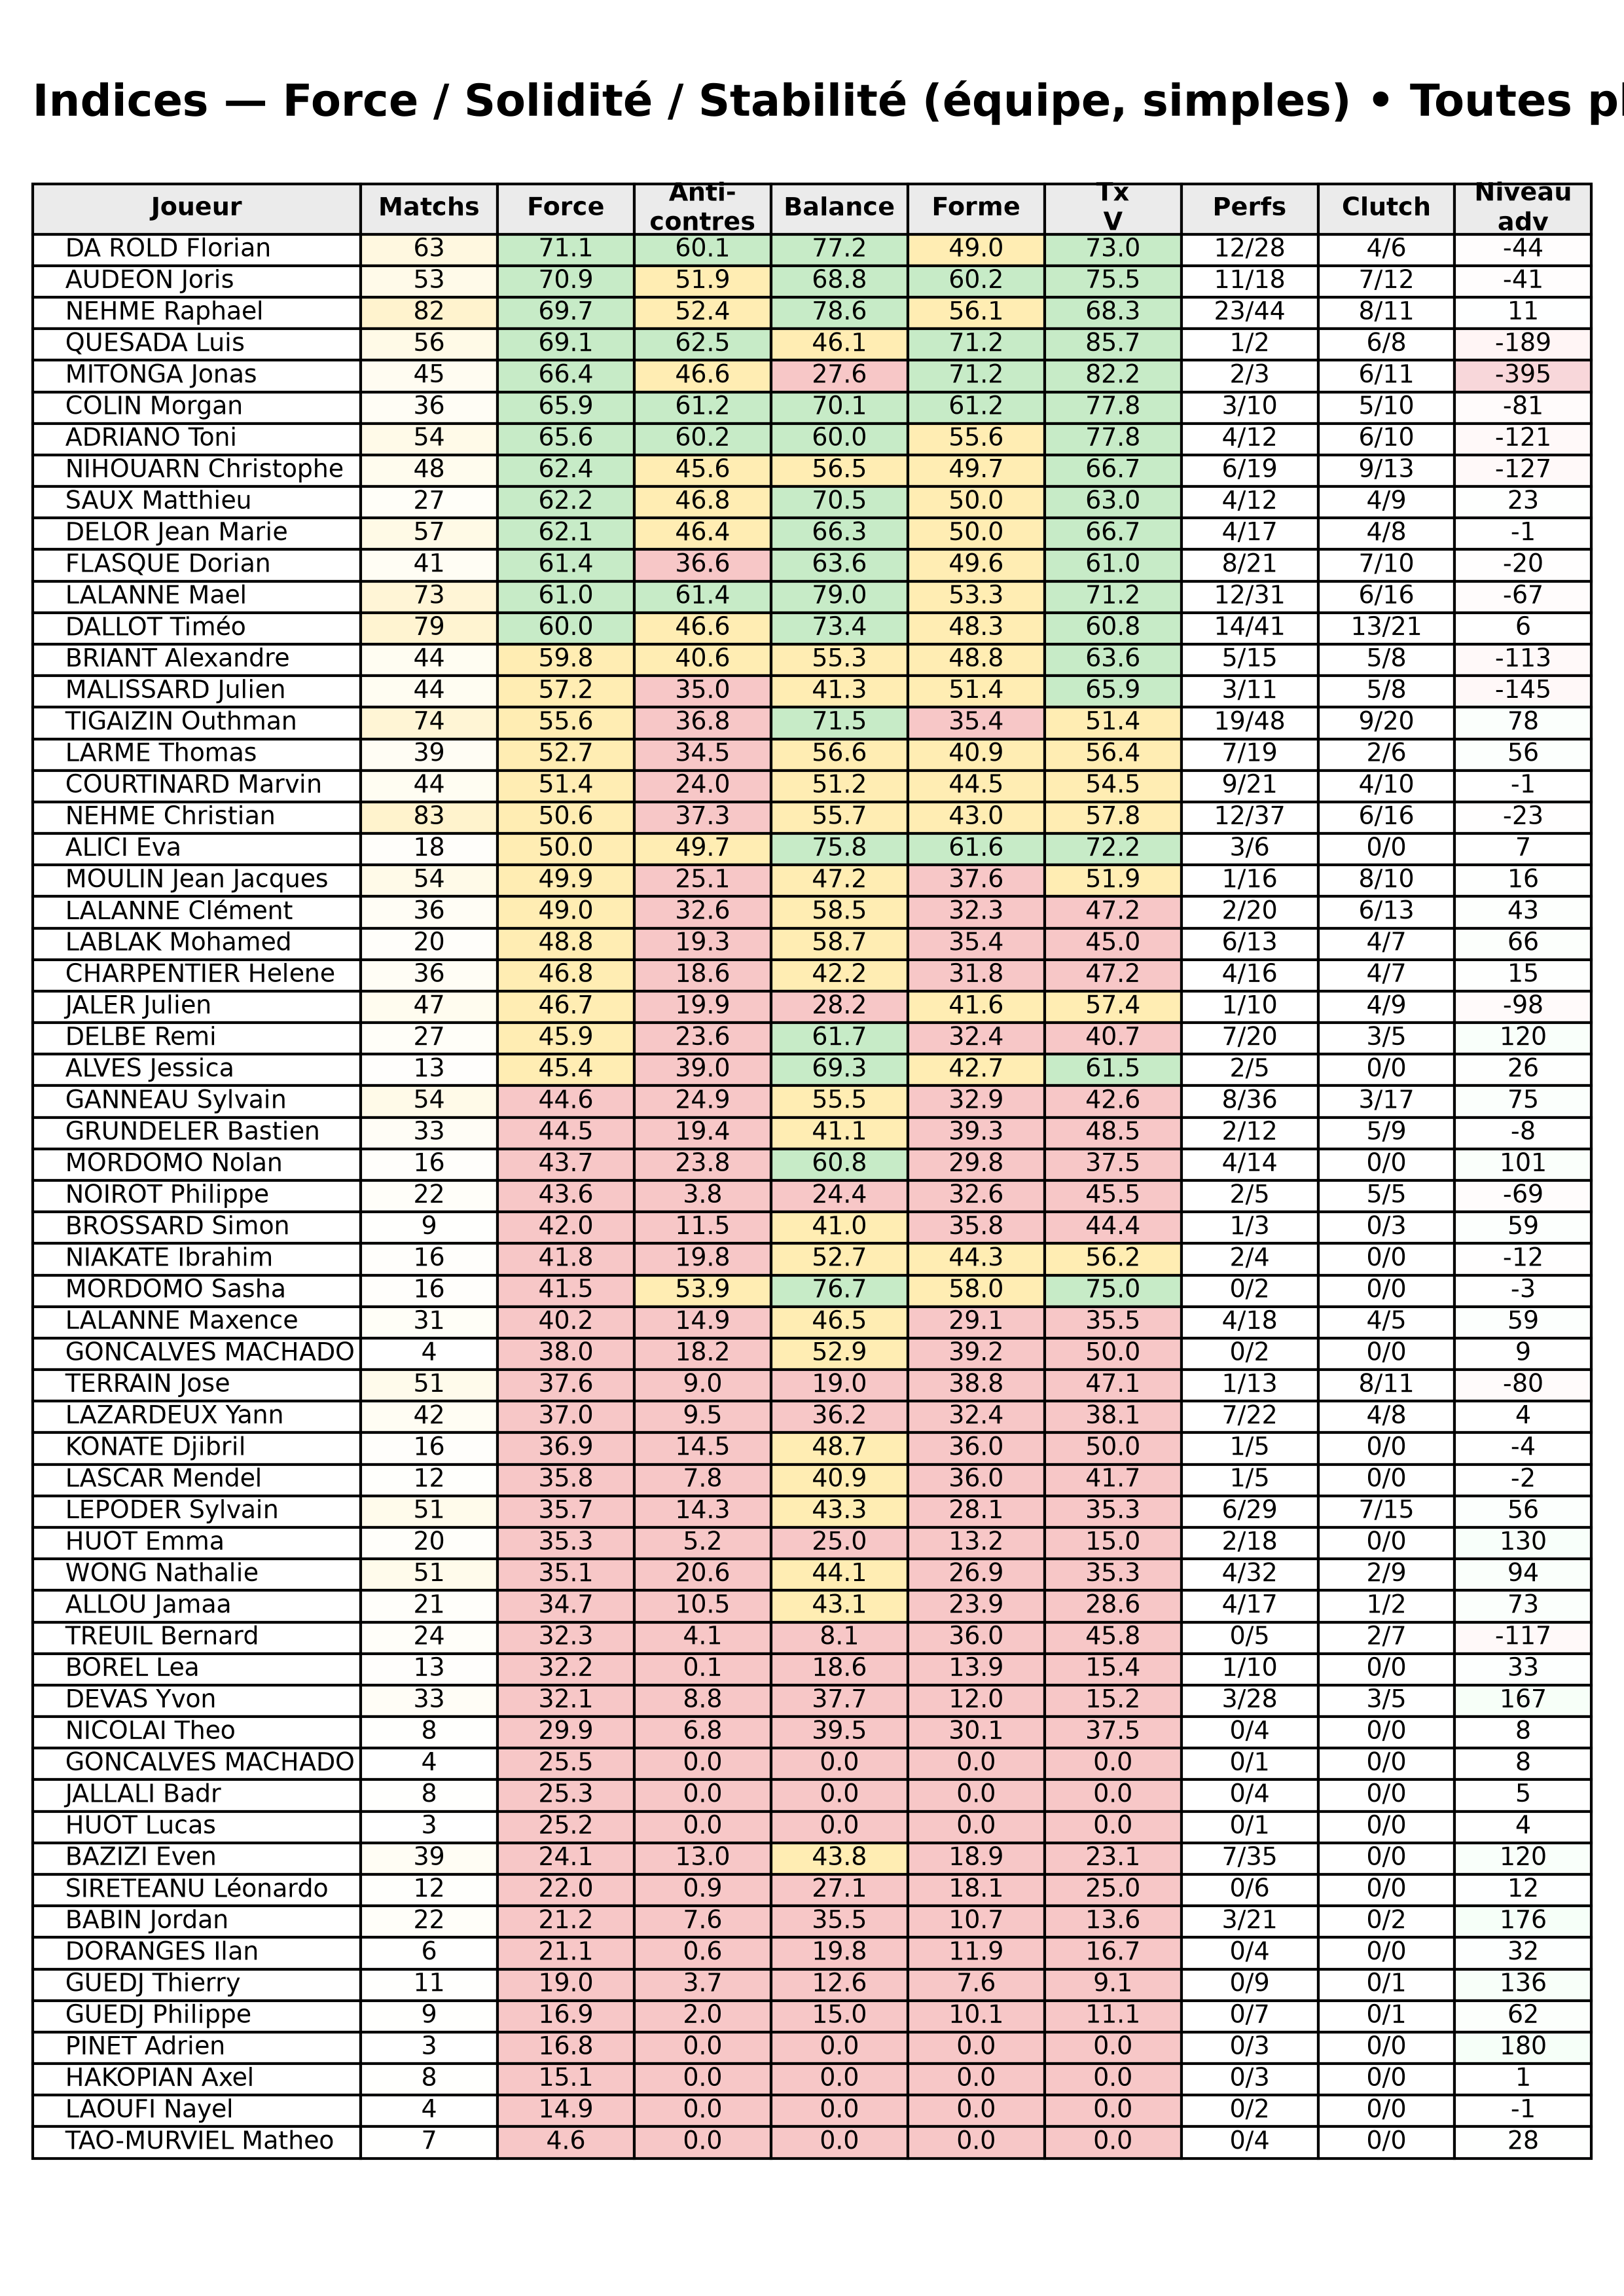 Indices — Force / Solidité / Stabilité (équipe, simples) • Toutes
Joueur Matchs Force Anti-contres Balance Forme Tx V Perfs Clutch Niveau adv
DA ROLD Florian 63 71.1 60.1 77.2 49.0 73.0 12/28 4/6 -44
AUDEON Joris 53 70.9 51.9 68.8 60.2 75.5 11/18 7/12 -41
NEHME Raphael 82 69.7 52.4 78.6 56.1 68.3 23/44 8/11 11
QUESADA Luis 56 69.1 62.5 46.1 71.2 85.7 1/2 6/8 -189
MITONGA Jonas 45 66.4 46.6 27.6 71.2 82.2 2/3 6/11 -395
COLIN Morgan 36 65.9 61.2 70.1 61.2 77.8 3/10 5/10 -81
ADRIANO Toni 54 65.6 60.2 60.0 55.6 77.8 4/12 6/10 -121
NIHOUARN Christophe 48 62.4 45.6 56.5 49.7 66.7 6/19 9/13 -127
SAUX Matthieu 27 62.2 46.8 70.5 50.0 63.0 4/12 4/9 23
DELOR Jean Marie 57 62.1 46.4 66.3 50.0 66.7 4/17 4/8 -1
FLASQUE Dorian 41 61.4 36.6 63.6 49.6 61.0 8/21 7/10 -20
LALANNE Mael 73 61.0 61.4 79.0 53.3 71.2 12/31 6/16 -67
DALLOT Timéo 79 60.0 46.6 73.4 48.3 60.8 14/41 13/21 6
BRIANT Alexandre 44 59.8 40.6 55.3 48.8 63.6 5/15 5/8 -113
MALISSARD Julien 44 57.2 35.0 41.3 51.4 65.9 3/11 5/8 -145
TIGAIZIN Outhman 74 55.6 36.8 71.5 35.4 51.4 19/48 9/20 78
LARME Thomas 39 52.7 34.5 56.6 40.9 56.4 7/19 2/6 56
COURTINARD Marvin 44 51.4 24.0 51.2 44.5 54.5 9/21 4/10 -1
NEHME Christian 83 50.6 37.3 55.7 43.0 57.8 12/37 6/16 -23
ALICI Eva 18 50.0 49.7 75.8 61.6 72.2 3/6 0/0 7
MOULIN Jean Jacques 54 49.9 25.1 47.2 37.6 51.9 1/16 8/10 16
LALANNE Clément 36 49.0 32.6 58.5 32.3 47.2 2/20 6/13 43
LABLAK Mohamed 20 48.8 19.3 58.7 35.4 45.0 6/13 4/7 66
CHARPENTIER Helene 36 46.8 18.6 42.2 31.8 47.2 4/16 4/7 15
JALER Julien 47 46.7 19.9 28.2 41.6 57.4 1/10 4/9 -98
DELBE Remi 27 45.9 23.6 61.7 32.4 40.7 7/20 3/5 120
ALVES Jessica 13 45.4 39.0 69.3 42.7 61.5 2/5 0/0 26
GANNEAU Sylvain 54 44.6 24.9 55.5 32.9 42.6 8/36 3/17 75
GRUNDELER Bastien 33 44.5 19.4 41.1 39.3 48.5 2/12 5/9 -8
MORDOMO Nolan 16 43.7 23.8 60.8 29.8 37.5 4/14 0/0 101
NOIROT Philippe 22 43.6 3.8 24.4 32.6 45.5 2/5 5/5 -69
BROSSARD Simon 9 42.0 11.5 41.0 35.8 44.4 1/3 0/3 59
NIAKATE Ibrahim 16 41.8 19.8 52.7 44.3 56.2 2/4 0/0 -12
MORDOMO Sasha 16 41.5 53.9 76.7 58.0 75.0 0/2 0/0 -3
LALANNE Maxence 31 40.2 14.9 46.5 29.1 35.5 4/18 4/5 59
GONCALVES MACHADO 4 38.0 18.2 52.9 39.2 50.0 0/2 0/0 9
TERRAIN Jose 51 37.6 9.0 19.0 38.8 47.1 1/13 8/11 -80
LAZARDEUX Yann 42 37.0 9.5 36.2 32.4 38.1 7/22 4/8 4
KONATE Djibril 16 36.9 14.5 48.7 36.0 50.0 1/5 0/0 -4
LASCAR Mendel 12 35.8 7.8 40.9 36.0 41.7 1/5 0/0 -2
LEPODER Sylvain 51 35.7 14.3 43.3 28.1 35.3 6/29 7/15 56
HUOT Emma 20 35.3 5.2 25.0 13.2 15.0 2/18 0/0 130
WONG Nathalie 51 35.1 20.6 44.1 26.9 35.3 4/32 2/9 94
ALLOU Jamaa 21 34.7 10.5 43.1 23.9 28.6 4/17 1/2 73
TREUIL Bernard 24 32.3 4.1 8.1 36.0 45.8 0/5 2/7 -117
BOREL Lea 13 32.2 0.1 18.6 13.9 15.4 1/10 0/0 33
DEVAS Yvon 33 32.1 8.8 37.7 12.0 15.2 3/28 3/5 167
NICOLAI Theo 8 29.9 6.8 39.5 30.1 37.5 0/4 0/0 8
GONCALVES MACHADO 4 25.5 0.0 0.0 0.0 0.0 0/1 0/0 8
JALLALI Badr 8 25.3 0.0 0.0 0.0 0.0 0/4 0/0 5
HUOT Lucas 3 25.2 0.0 0.0 0.0 0.0 0/1 0/0 4
BAZIZI Even 39 24.1 13.0 43.8 18.9 23.1 7/35 0/0 120
SIRETEANU Léonardo 12 22.0 0.9 27.1 18.1 25.0 0/6 0/0 12
BABIN Jordan 22 21.2 7.6 35.5 10.7 13.6 3/21 0/2 176
DORANGES Ilan 6 21.1 0.6 19.8 11.9 16.7 0/4 0/0 32
GUEDJ Thierry 11 19.0 3.7 12.6 7.6 9.1 0/9 0/1 136
GUEDJ Philippe 9 16.9 2.0 15.0 10.1 11.1 0/7 0/1 62
PINET Adrien 3 16.8 0.0 0.0 0.0 0.0 0/3 0/0 180
HAKOPIAN Axel 8 15.1 0.0 0.0 0.0 0.0 0/3 0/0 1
LAOUFI Nayel 4 14.9 0.0 0.0 0.0 0.0 0/2 0/0 -1
TAO-MURVIEL Matheo 7 4.6 0.0 0.0 0.0 0.0 0/4 0/0 28